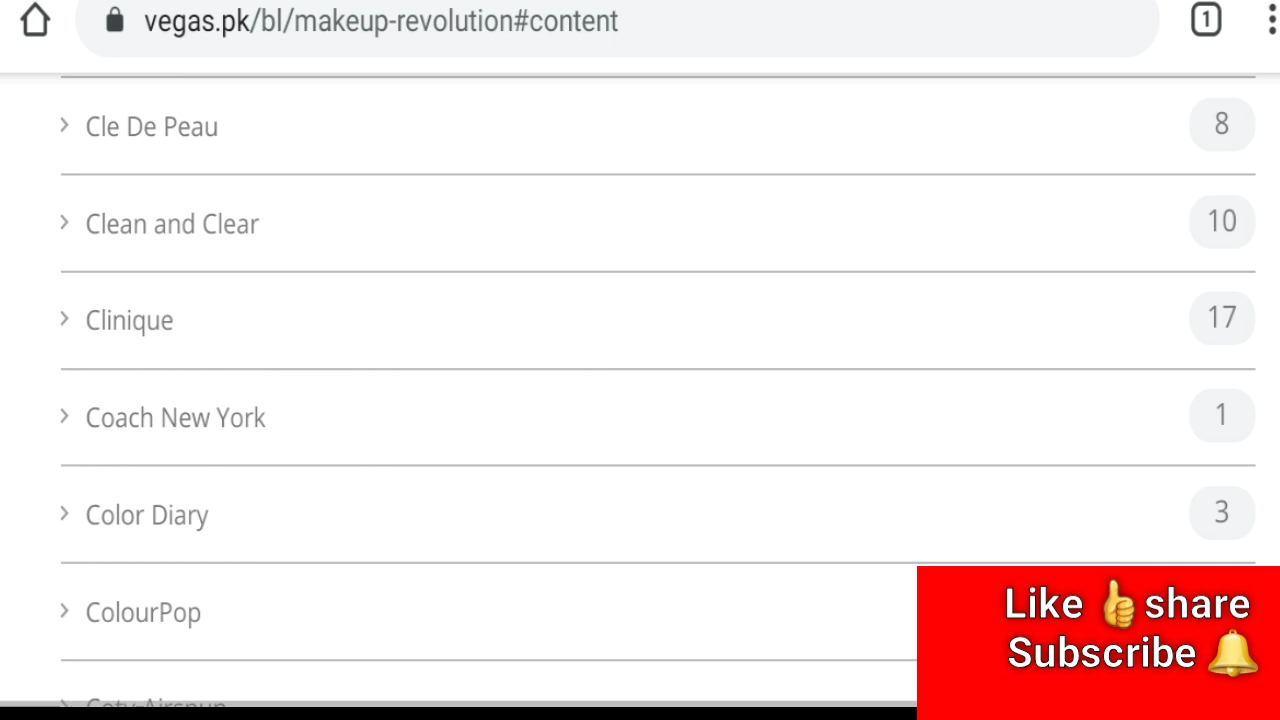 vegas.pk/bl/makeup-revolution#content
1
Cle De Peau 8
Clean and Clear 10
Clinique 17
Coach New York 1
Color Diary 3
ColourPop
Like 👍 share
Subscribe 🔔